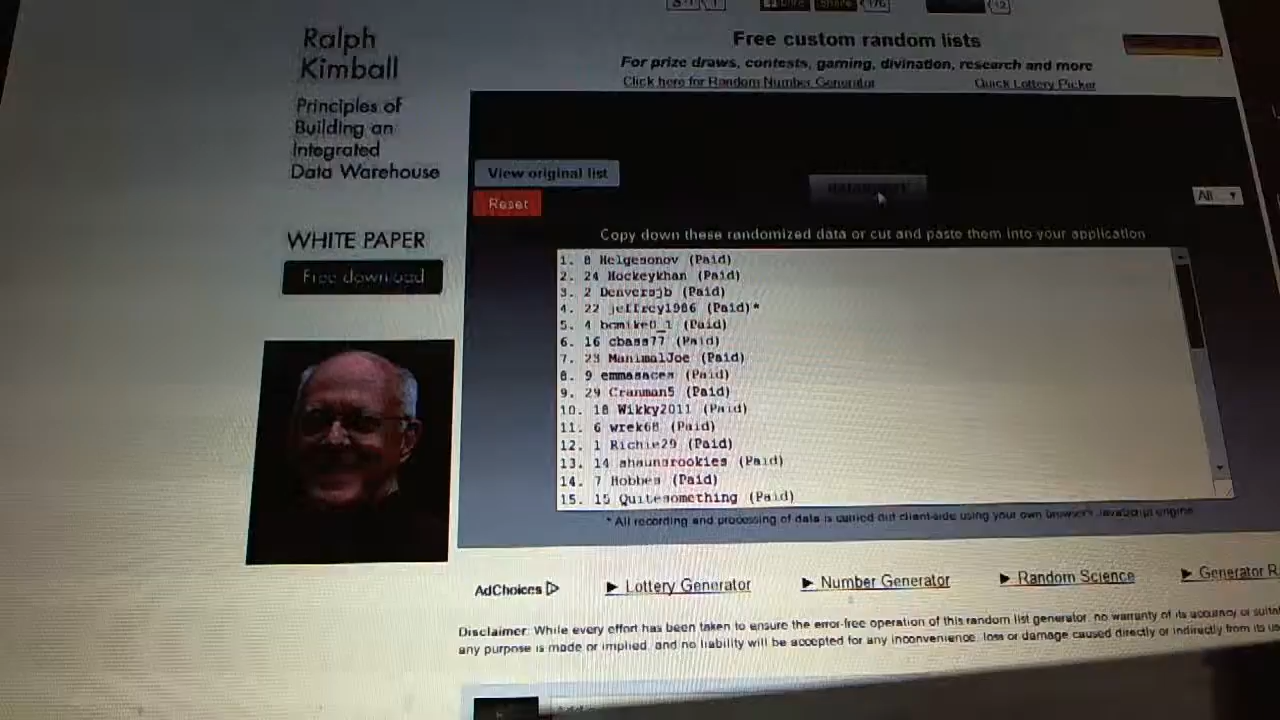 Ralph
Kimball
Principles of
Building an
Integrated
Data Warehouse
WHITE PAPER
Free download
Free custom random lists
For prize draws, contests, gaming, divination, research and more
Click here for Random Number Generator
Quick Lottery Picker
View original list
Reset
All
Copy down these randomized data or cut and paste them into your application
1. 8 Helgesonov (Paid)
2. 24 Hockeykhan (Paid)
3. 2 Denversjb (Paid)
4. 22 jeffrey1986 (Paid)*
5. 4 bcmike0_1 (Paid)
6. 16 cbass77 (Paid)
7. 23 ManimalJoe (Paid)
8. 9 emmasaces (Paid)
9. 29 Cranman5 (Paid)
10. 18 Wikky2011 (Paid)
11. 6 wrek68 (Paid)
12. 1 Richie29 (Paid)
13. 14 shaunsrookies (Paid)
14. 7 Hobbes (Paid)
15. 15 Quitesomething (Paid)
* All recording and processing of data is carried out client-side using your own browser's JavaScript engine
AdChoices
Lottery Generator
Number Generator
Random Science
Generator R
Disclaimer: While every effort has been taken to ensure the error-free operation of this random list generator, no warranty of its accuracy or suita
any purpose is made or implied, and no liability will be accepted for any inconvenience, loss or damage caused directly or indirectly from its us